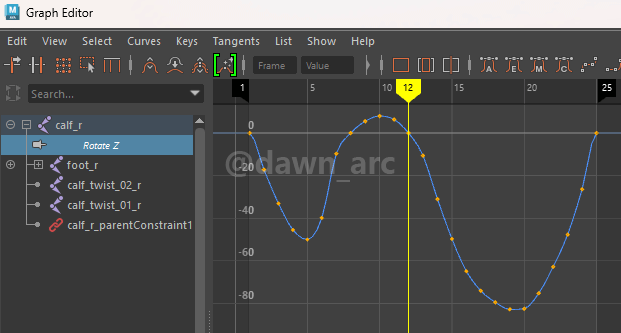 Graph Editor
Edit View Select Curves Keys Tangents List Show Key Help
Frame Value
A E M C
Search...
1 5 10 12 15 20 25
calf_r
Rotate Z
foot_r
calf_twist_02_r
calf_twist_01_r
calf_r_parentConstraint1
0
-20
-40
-60
-80
@dawn_arc